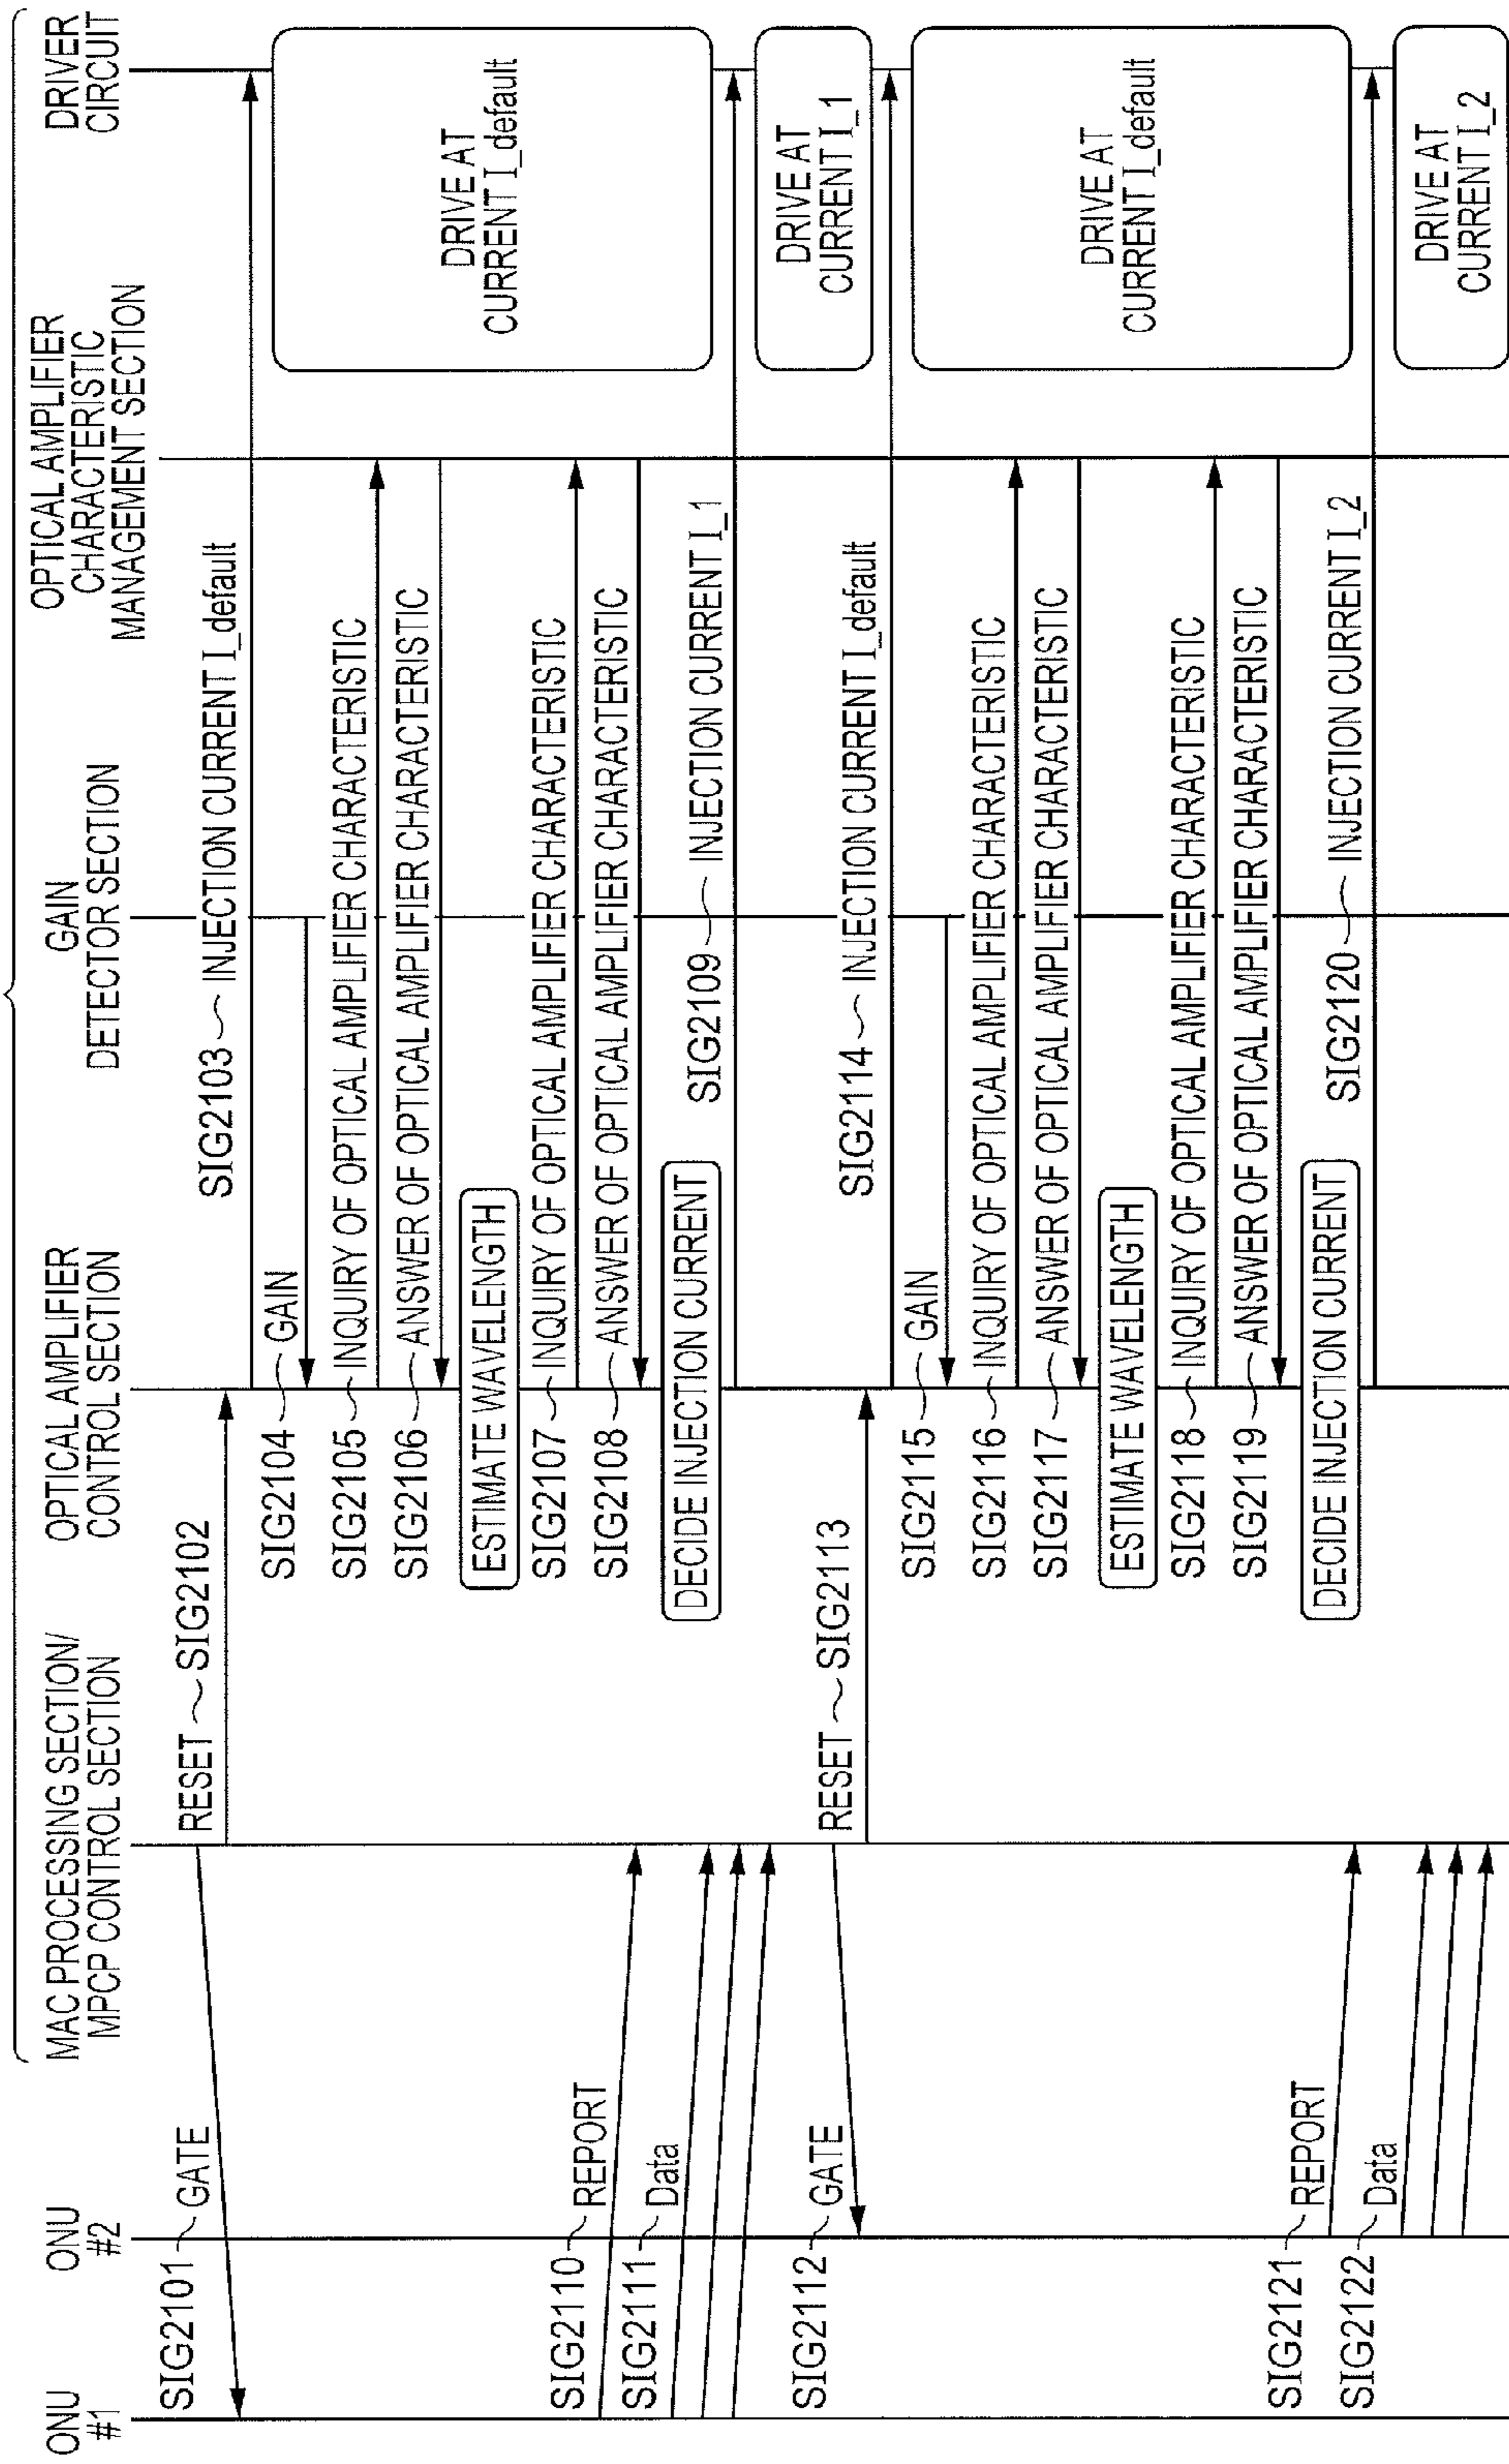 ONU
#1
ONU
#2
MAC PROCESSING SECTION/
MPCP CONTROL SECTION
OPTICAL AMPLIFIER
CONTROL SECTION
GAIN
DETECTOR SECTION
OPTICAL AMPLIFIER
CHARACTERISTIC
MANAGEMENT SECTION
DRIVER
CIRCUIT
SIG2101 GATE
RESET SIG2102
SIG2103 INJECTION CURRENT I_default
SIG2104 GAIN
SIG2105 INQUIRY OF OPTICAL AMPLIFIER CHARACTERISTIC
SIG2106 ANSWER OF OPTICAL AMPLIFIER CHARACTERISTIC
ESTIMATE WAVELENGTH
DRIVE AT
CURRENT I_default
SIG2107 INQUIRY OF OPTICAL AMPLIFIER CHARACTERISTIC
SIG2108 ANSWER OF OPTICAL AMPLIFIER CHARACTERISTIC
DECIDE INJECTION CURRENT
SIG2109 INJECTION CURRENT I_1
SIG2110 REPORT
SIG2111 Data
DRIVE AT
CURRENT I_1
SIG2112 GATE
RESET SIG2113
SIG2114 INJECTION CURRENT I_default
SIG2115 GAIN
SIG2116 INQUIRY OF OPTICAL AMPLIFIER CHARACTERISTIC
SIG2117 ANSWER OF OPTICAL AMPLIFIER CHARACTERISTIC
ESTIMATE WAVELENGTH
DRIVE AT
CURRENT I_default
SIG2118 INQUIRY OF OPTICAL AMPLIFIER CHARACTERISTIC
SIG2119 ANSWER OF OPTICAL AMPLIFIER CHARACTERISTIC
DECIDE INJECTION CURRENT
SIG2120 INJECTION CURRENT I_2
SIG2121 REPORT
SIG2122 Data
DRIVE AT
CURRENT I_2